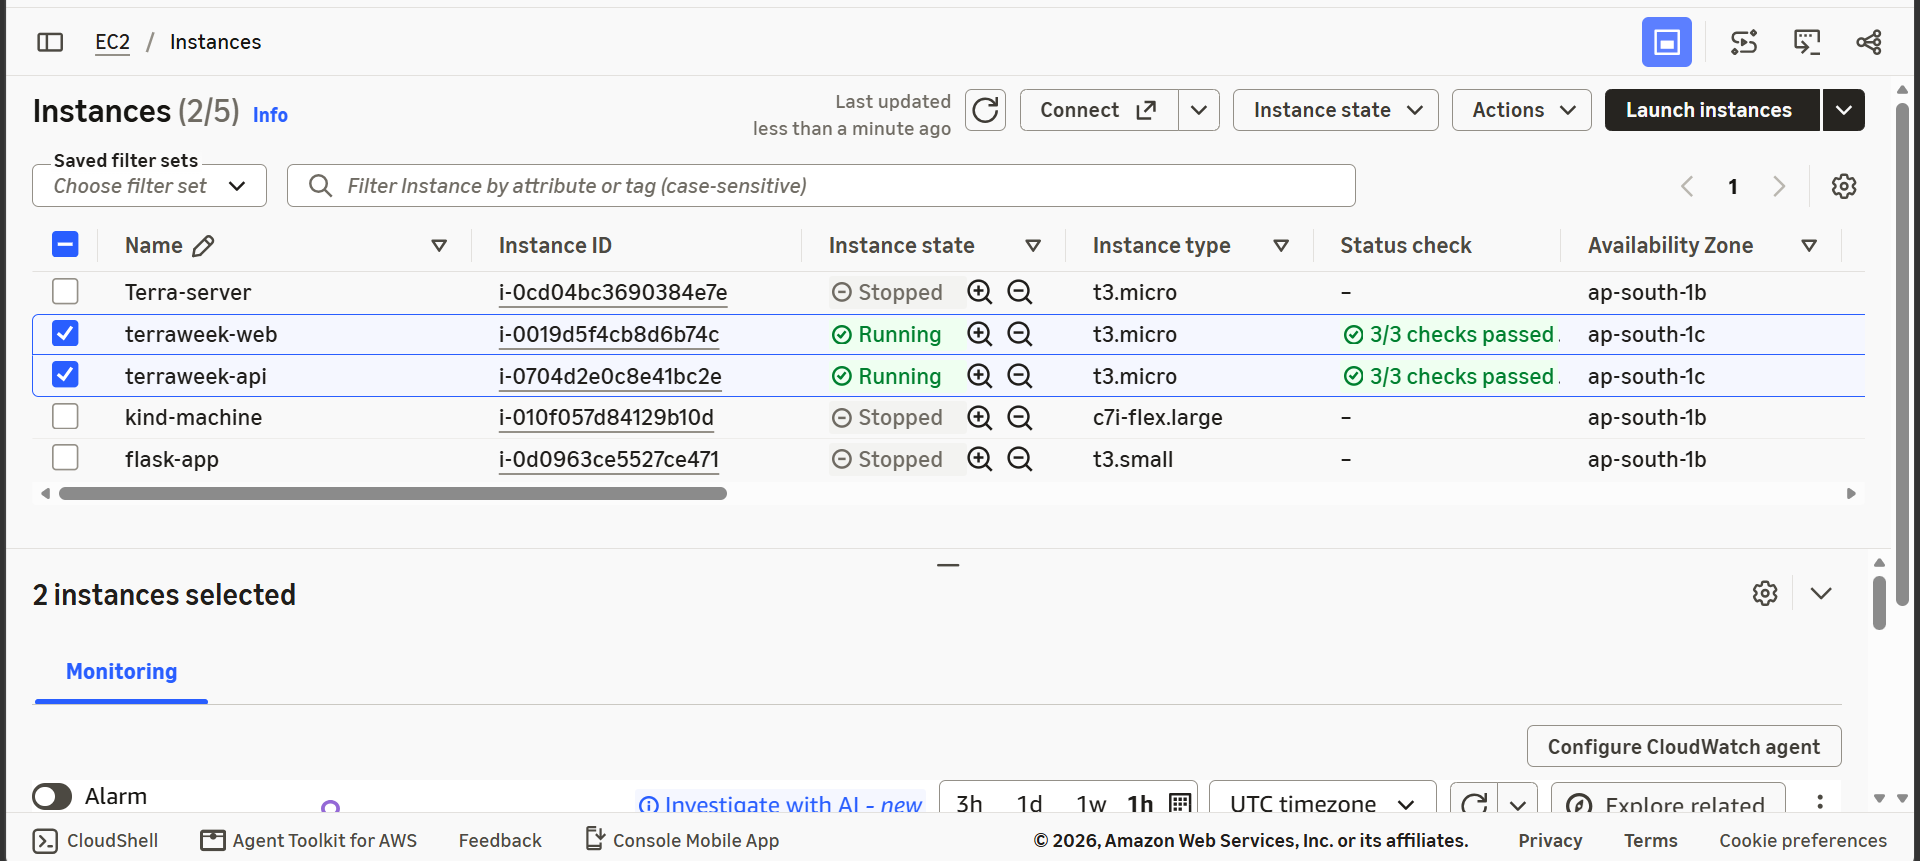 EC2 / Instances
Instances (2/5) Info
Last updated
less than a minute ago
Connect
Instance state
Actions
Launch instances
Saved filter sets
Choose filter set
Filter Instance by attribute or tag (case-sensitive)
1
Name Instance ID Instance state Instance type Status check Availability Zone
Terra-server i-0cd04bc3690384e7e Stopped t3.micro – ap-south-1b
terraweek-web i-0019d5f4cb8d6b74c Running t3.micro 3/3 checks passed ap-south-1c
terraweek-api i-0704d2e0c8e41bc2e Running t3.micro 3/3 checks passed ap-south-1c
kind-machine i-010f057d84129b10d Stopped c7i-flex.large – ap-south-1b
flask-app i-0d0963ce5527ce471 Stopped t3.small – ap-south-1b
2 instances selected
Monitoring
Configure CloudWatch agent
Alarm Investigate with AI - new 3h 1d 1w 1h UTC timezone Explore related
CloudShell Agent Toolkit for AWS Feedback Console Mobile App © 2026, Amazon Web Services, Inc. or its affiliates. Privacy Terms Cookie preferences